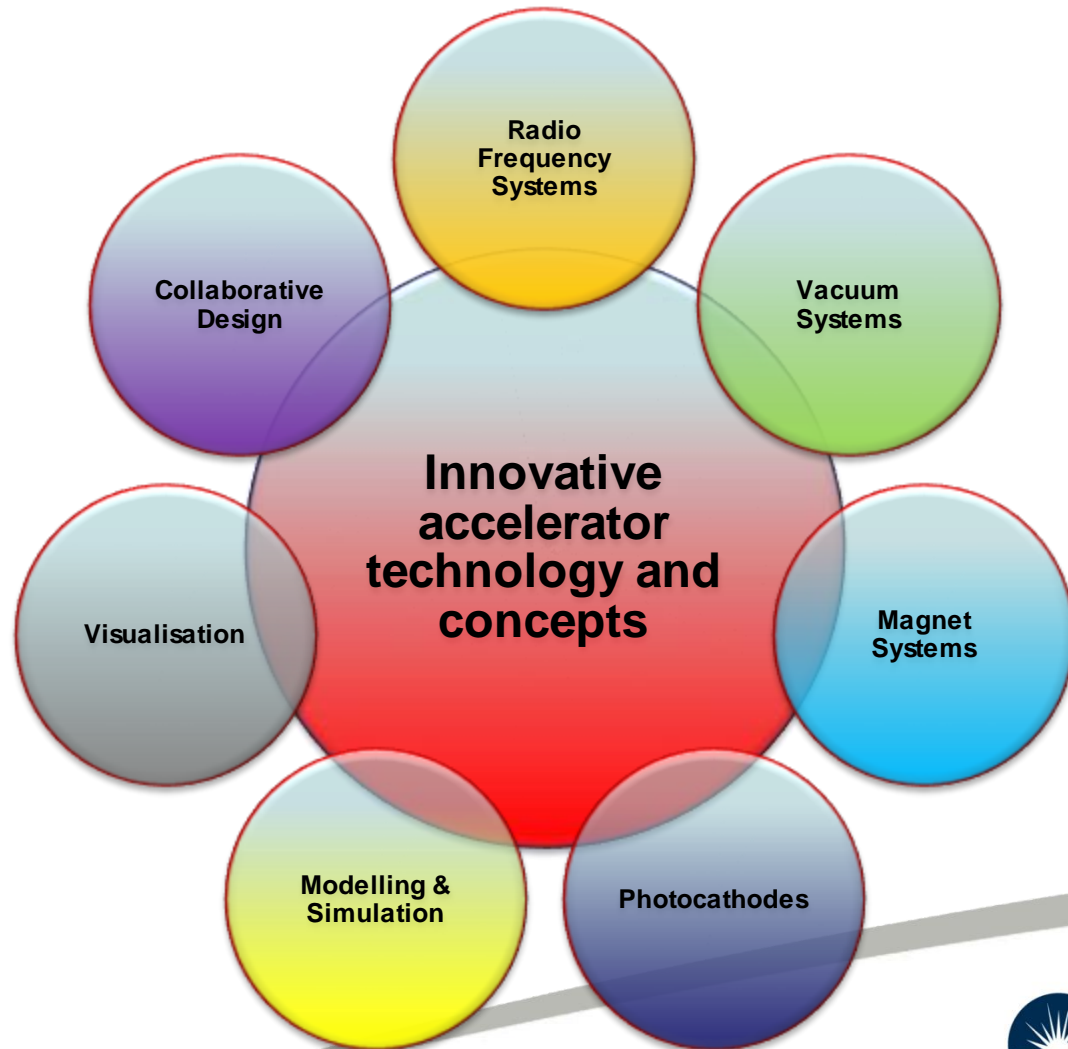 Radio
Frequency
Systems
Collaborative
Design
Vacuum
Systems
Innovative
accelerator
technology and
concepts
Visualisation
Magnet
Systems
Modelling &
Simulation
Photocathodes